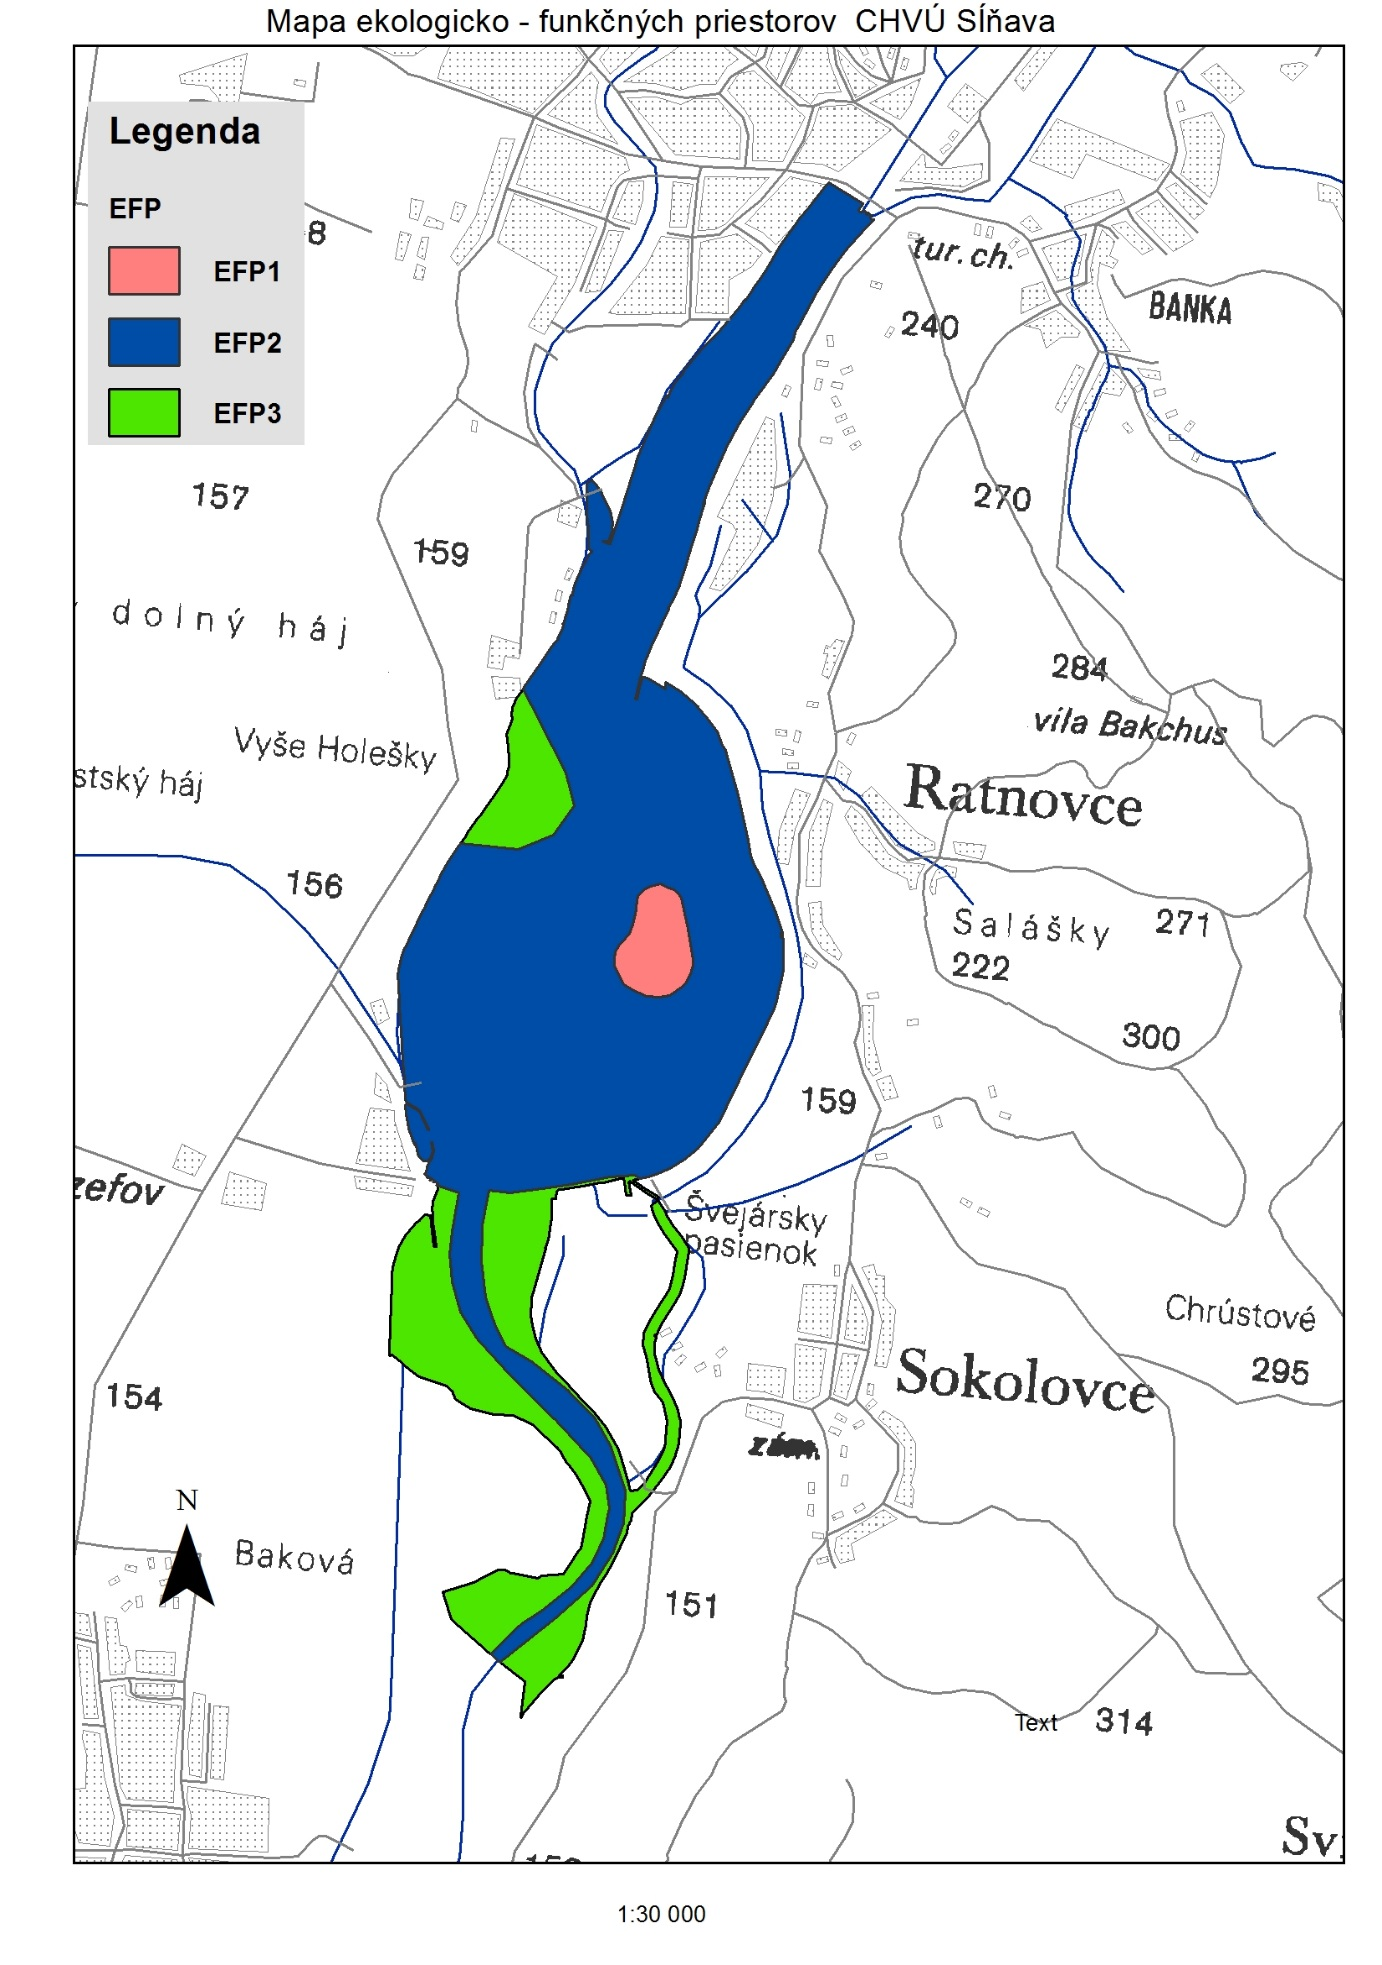 Mapa ekologicko - funkčných priestorov  CHVÚ Sĺňava
Legenda
EFP
8
EFP1
EFP2
EFP3
tur. ch.
240
BANKA
157
159
270
dolný háj
284
vila Bakchus
Vyše Holešky
stský háj
Ratnovce
156
Salášky
271
222
300
159
zefov
Švejársky
pasienok
Chrústové
295
154
Sokolovce
zám.
N
Baková
151
Text
314
Sv
1:30 000